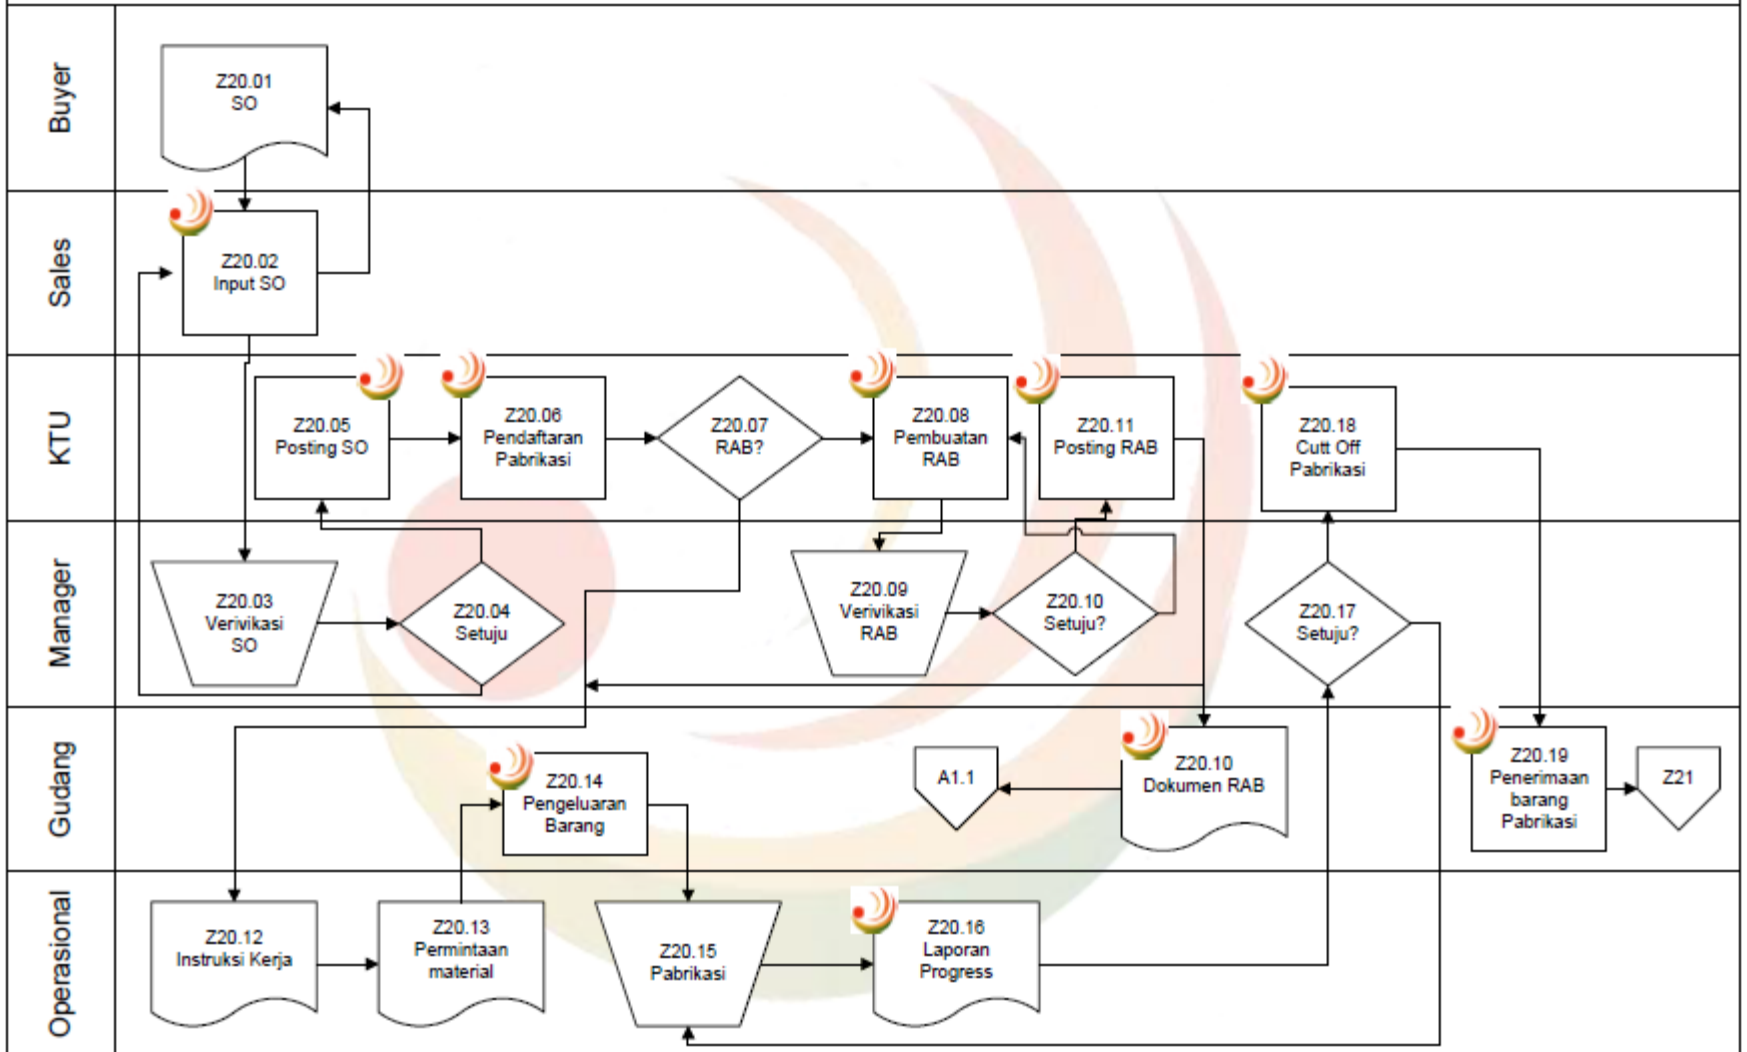 Buyer
Z20.01
SO
Sales
Z20.02
Input SO
KTU
Z20.05
Posting SO
Z20.06
Pendaftaran
Pabrikasi
Z20.07
RAB?
Z20.08
Pembuatan
RAB
Z20.11
Posting RAB
Z20.18
Cutt Off
Pabrikasi
Manager
Z20.03
Verivikasi
SO
Z20.04
Setuju
Z20.09
Verivikasi
RAB
Z20.10
Setuju?
Z20.17
Setuju?
Gudang
Z20.14
Pengeluaran
Barang
A1.1
Z20.10
Dokumen RAB
Z20.19
Penerimaan
barang
Pabrikasi
Z21
Operasional
Z20.12
Instruksi Kerja
Z20.13
Permintaan
material
Z20.15
Pabrikasi
Z20.16
Laporan
Progress